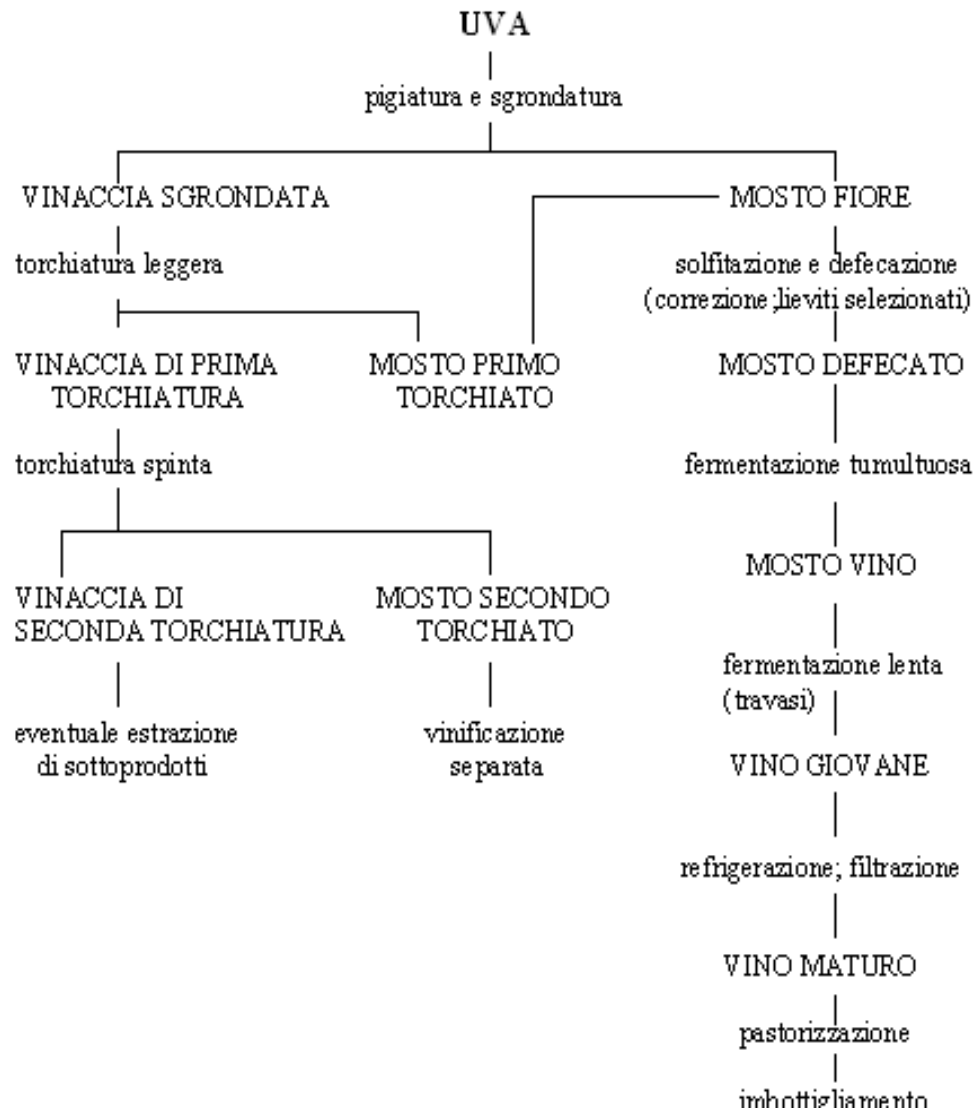 UVA
pigiatura e sgrondatura
VINACCIA SGRONDATA
MOSTO FIORE
torchiatura leggera
solfitazione e defecazione
(correzione;lieviti selezionati)
VINACCIA DI PRIMA
TORCHIATURA
MOSTO PRIMO
TORCHIATO
MOSTO DEFECATO
torchiatura spinta
fermentazione tumultuosa
MOSTO VINO
VINACCIA DI
SECONDA TORCHIATURA
MOSTO SECONDO
TORCHIATO
fermentazione lenta
(travasi)
eventuale estrazione
di sottoprodotti
vinificazione
separata
VINO GIOVANE
refrigerazione; filtrazione
VINO MATURO
pastorizzazione
imbottigliamento